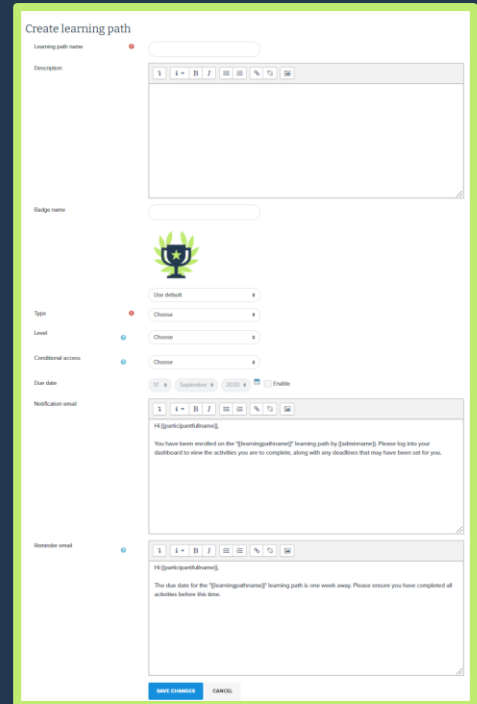 Create learning path
Learning path name
Description
Badge name
Use default
Type
Choose
Level
Choose
Conditional access
Choose
Due date
17 September 2020 Enable
Notification email
Hi {{participantfullname}},
You have been enrolled on the "{{learningpathname}}" learning path by {{adminname}}. Please log into your
dashboard to view the activities you are to complete, along with any deadlines that may have been set for you.
Reminder email
Hi {{participantfullname}},
The due date for the "{{learningpathname}}" learning path is one week away. Please ensure you have completed all
activities before this time.
SAVE CHANGES CANCEL